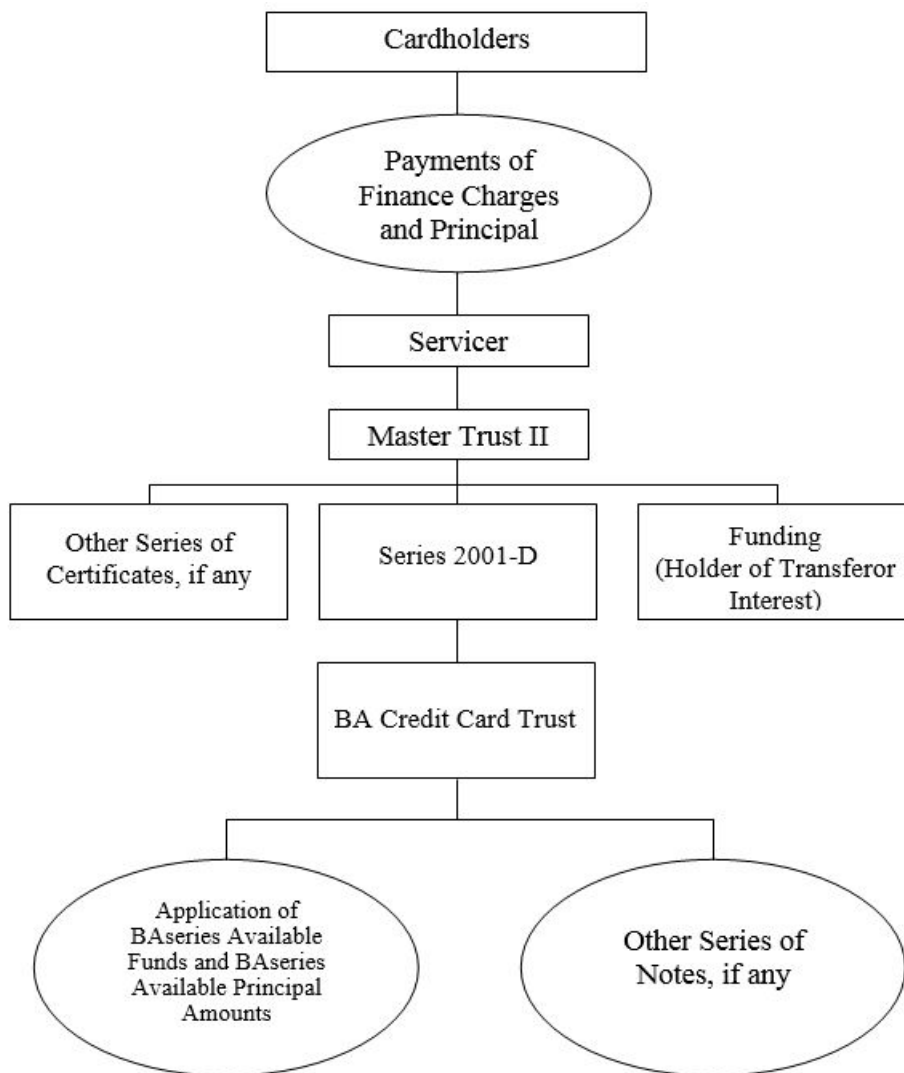 Cardholders
Payments of
Finance Charges
and Principal
Servicer
Master Trust II
Other Series of
Certificates, if any
Series 2001-D
Funding
(Holder of Transferor
Interest)
BA Credit Card Trust
Application of
BAseries Available
Funds and BAseries
Available Principal
Amounts
Other Series of
Notes, if any